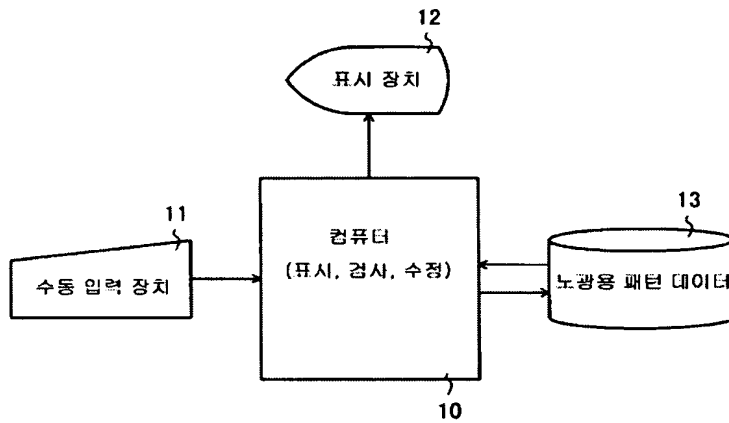 12
표시 장치
11
수동 입력 장치
컴퓨터
(표시, 검사, 수정)
13
노광용 패턴 데이터
10